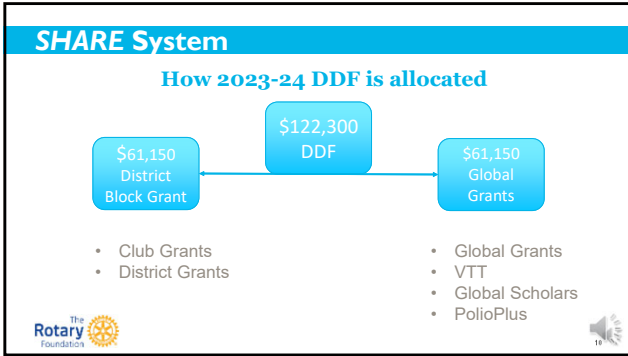 SHARE System
How 2023-24 DDF is allocated
$122,300
DDF
$61,150
District
Block Grant
$61,150
Global
Grants
• Club Grants
• District Grants
• Global Grants
• VTT
• Global Scholars
• PolioPlus
The
Rotary
Foundation
10